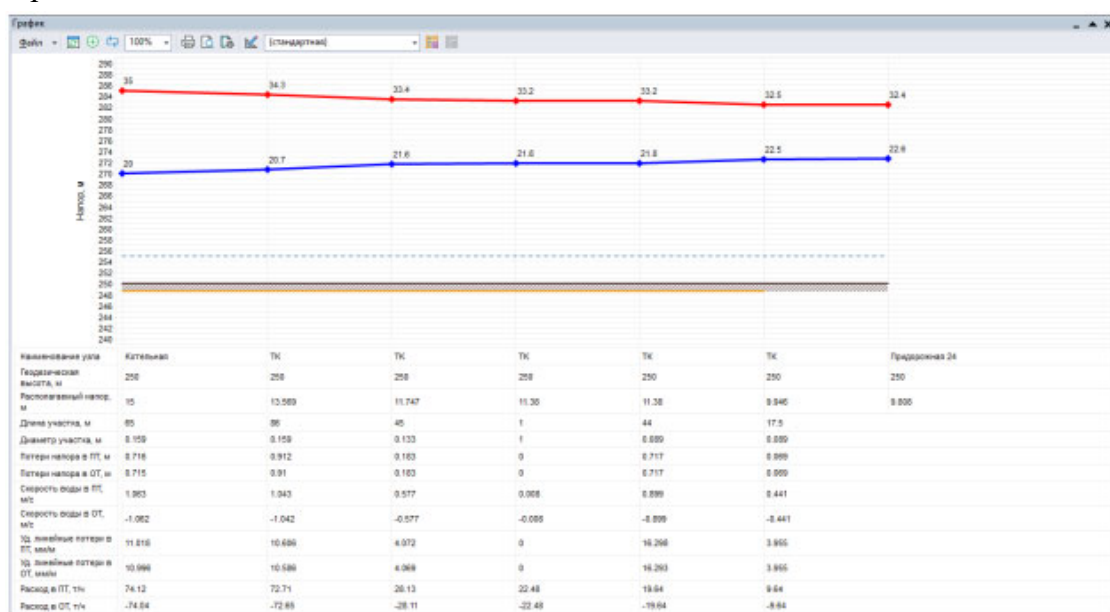 График
Файл 100% (стандартная)
290
288
286
284
282
280
278
276
274
272
270
268
266
264
262
260
258
256
254
252
250
248
246
244
242
240
Напор, м
35 34.3 33.4 33.2 33.2 32.5 32.4
20 20.7 21.6 21.8 21.8 22.5 22.6
Наименование узла Котельная ТК ТК ТК ТК ТК Придорожная 24
Геодезическая
высота, м 250 250 250 250 250 250 250
Располагаемый напор,
м 15 13.569 11.747 11.38 11.38 9.946 9.808
Длина участка, м 65 86 45 1 44 17.5
Диаметр участка, м 0.159 0.159 0.133 1 0.089 0.089
Потери напора в ПТ, м 0.716 0.912 0.183 0 0.717 0.069
Потери напора в ОТ, м 0.715 0.91 0.183 0 0.717 0.069
Скорость воды в ПТ,
м/с 1.063 1.043 0.577 0.008 0.899 0.441
Скорость воды в ОТ,
м/с -1.062 -1.042 -0.577 -0.008 -0.899 -0.441
Уд. линейные потери в
ПТ, мм/м 11.018 10.606 4.072 0 16.298 3.955
Уд. линейные потери в
ОТ, мм/м 10.996 10.586 4.069 0 16.293 3.955
Расход в ПТ, т/ч 74.12 72.71 28.13 22.48 19.64 9.64
Расход в ОТ, т/ч -74.04 -72.65 -28.11 -22.48 -19.64 -9.64